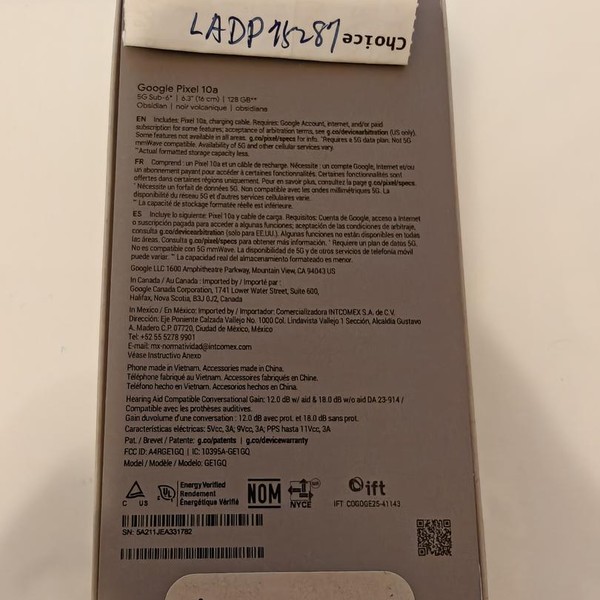 LADP75287
Choice
Google Pixel 10a
5G Sub-6* | 6.3" (16 cm) | 128 GB**
Obsidian | noir volcanique | obsidiana
EN Includes: Pixel 10a, charging cable. Requires: Google Account, internet, and/or paid
subscription for some features; acceptance of arbitration terms, see g.co/devicearbitration (US only).
Some features not available in all areas. g.co/pixel/specs for info. *Requires a 5G data plan. Not 5G
mmWave compatible. Availability of 5G and other cellular services vary.
**Actual formatted storage capacity less.
FR Comprend : un Pixel 10a et un câble de recharge. Nécessite : un compte Google, Internet et/ou
un abonnement payant pour accéder à certaines fonctionnalités. Certaines fonctionnalités sont
offertes dans certaines régions uniquement. Pour en savoir plus, consultez la page g.co/pixel/specs.
* Nécessite un forfait de données 5G. Non compatible avec les ondes millimétriques 5G. La
disponibilité du réseau 5G et d'autres services cellulaires varie.
** La capacité de stockage formatée réelle est inférieure.
ES Incluye lo siguiente: Pixel 10a y cable de carga. Requisitos: Cuenta de Google, acceso a Internet
o suscripción pagada para acceder a algunas funciones; aceptación de las condiciones de arbitraje,
consulta g.co/devicearbitration (solo para EE.UU.). Algunas funciones no están disponibles en todas
las áreas. Consulta g.co/pixel/specs para obtener más información. * Requiere un plan de datos 5G.
No es compatible con 5G mmWave. La disponibilidad de 5G y de otros servicios de telefonía móvil
puede variar. ** La capacidad real del almacenamiento formateado es menor.
Google LLC 1600 Amphitheatre Parkway, Mountain View, CA 94043 US
In Canada / Au Canada : Imported by / Importé par :
Google Canada Corporation, 1741 Lower Water Street, Suite 600,
Halifax, Nova Scotia, B3J 0J2, Canada
In Mexico / En México: Imported by / Importador: Comercializadora INTCOMEX S.A. de C.V.
Dirección: Eje Poniente Calzada Vallejo No. 1000 Col. Lindavista Vallejo 1 Sección, Alcaldía Gustavo
A. Madero C.P. 07720, Ciudad de México, México
Tel: +52 55 5278 9901
E-mail: mx-normatividad@intcomex.com
Véase Instructivo Anexo
Phone made in Vietnam. Accessories made in China.
Téléphone fabriqué au Vietnam. Accessoires fabriqués en Chine.
Teléfono hecho en Vietnam. Accesorios hechos en China.
Hearing Aid Compatible Conversational Gain: 12.0 dB w/ aid & 18.0 dB w/o aid DA 23-914 /
Compatible avec les prothèses auditives.
Gain duvolume d'une conversation : 12.0 dB avec prot. et 18.0 dB sans prot.
Características eléctricas: 5Vcc, 3A; 9Vcc, 3A; PPS hasta 11Vcc, 3A
Pat. / Brevet / Patente: g.co/patents | g.co/devicewarranty
FCC ID: A4RGE1GQ | IC: 10395A-GE1GQ
Model / Modèle / Modelo: GE1GQ
C US
UL
Energy Verified
Rendement
Énergétique Vérifié
NOM
NYCE
ift
IFT COGOGE25-41143
SN: 5A211JEA331782